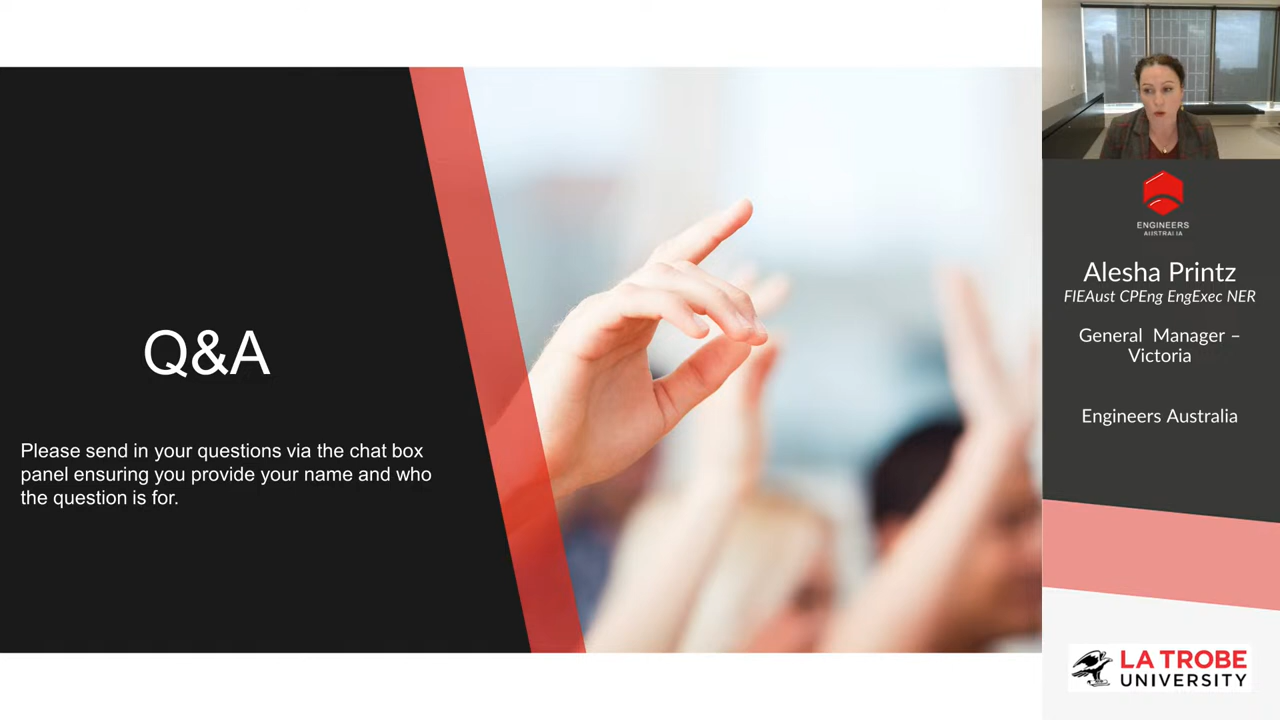 Q&A
Please send in your questions via the chat box
panel ensuring you provide your name and who
the question is for.
ENGINEERS
AUSTRALIA
Alesha Printz
FIEAust CPEng EngExec NER
General Manager –
Victoria
Engineers Australia
LA TROBE
UNIVERSITY